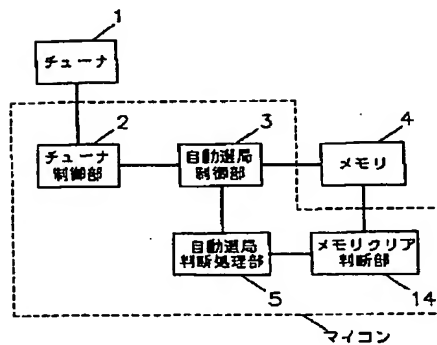 1
チューナ
2
チューナ
制御部
3
自動選局
制御部
4
メモリ
自動選局
判断処理部
5
メモリクリア
判断部
14
マイコン